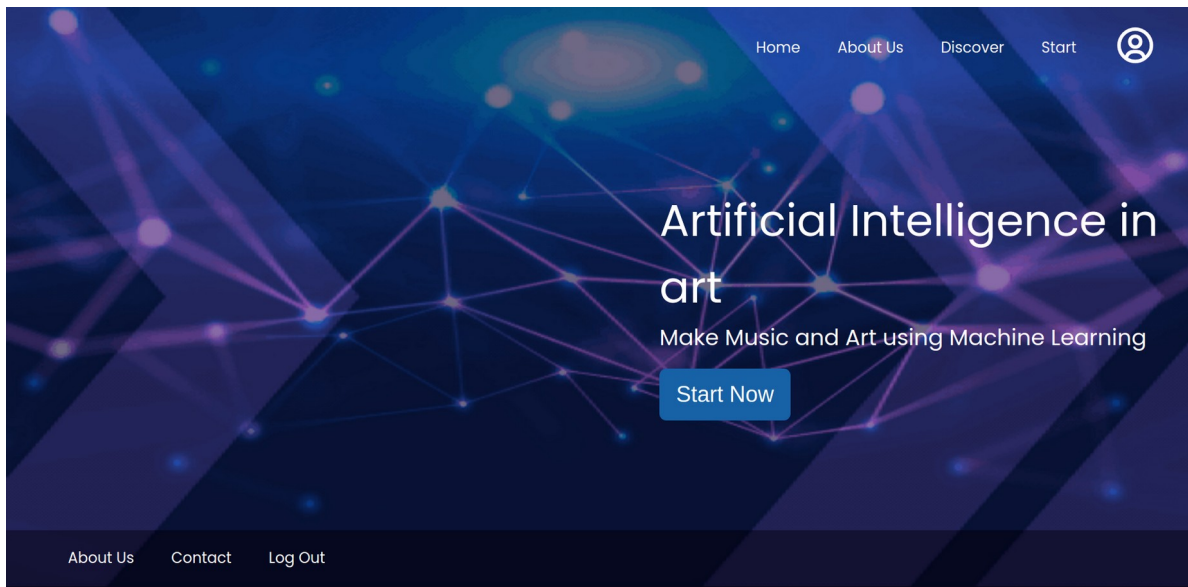 Home About Us Discover Start
Artificial Intelligence in
art
Make Music and Art using Machine Learning
Start Now
About Us Contact Log Out